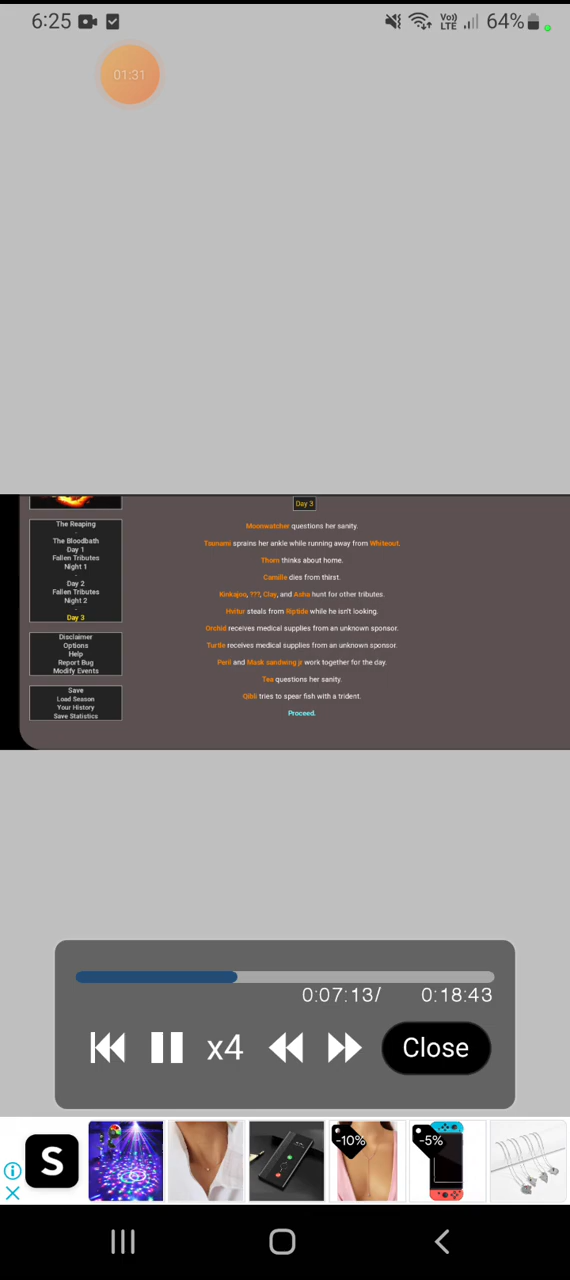 6:25
Vo))
LTE
64%
01:31
Day 3
The Reaping
-
The Bloodbath
Day 1
Fallen Tributes
Night 1
-
Day 2
Fallen Tributes
Night 2
-
Day 3
Disclaimer
Options
Help
Report Bug
Modify Events
Save
Load Season
Your History
Save Statistics
Moonwatcher questions her sanity.
Tsunami sprains her ankle while running away from Whiteout.
Thorn thinks about home.
Camille dies from thirst.
Kinkajoo, ???, Clay, and Asha hunt for other tributes.
Hvitur steals from Riptide while he isn't looking.
Orchid receives medical supplies from an unknown sponsor.
Turtle receives medical supplies from an unknown sponsor.
Peril and Mask sandwing jr work together for the day.
Tea questions her sanity.
Qibli tries to spear fish with a trident.
Proceed.
0:07:13/ 0:18:43
x4
Close
S
-10%
-5%